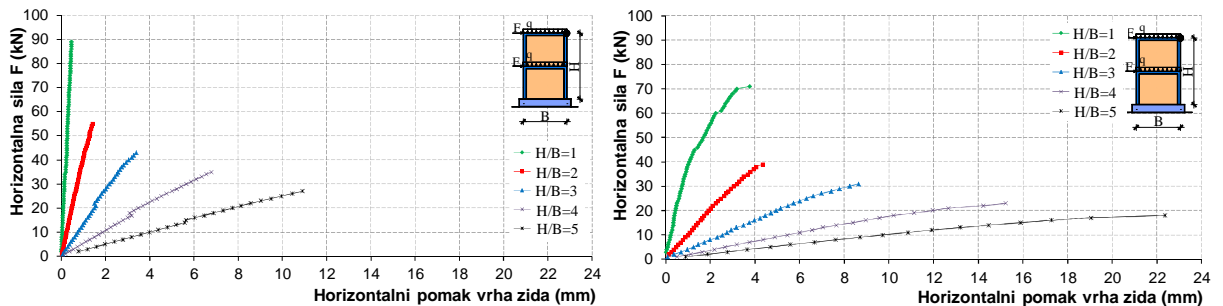 Horizontalna sila F (kN)
100
90
80
70
60
50
40
30
20
10
0
0 2 4 6 8 10 12 14 16 18 20 22 24
Horizontalni pomak vrha zida (mm)
F q
F q
H
B
H/B=1
H/B=2
H/B=3
H/B=4
H/B=5
Horizontalna sila F (kN)
100
90
80
70
60
50
40
30
20
10
0
0 2 4 6 8 10 12 14 16 18 20 22 24
Horizontalni pomak vrha zida (mm)
H/B=1
H/B=2
H/B=3
H/B=4
H/B=5
F q
F q
H
B